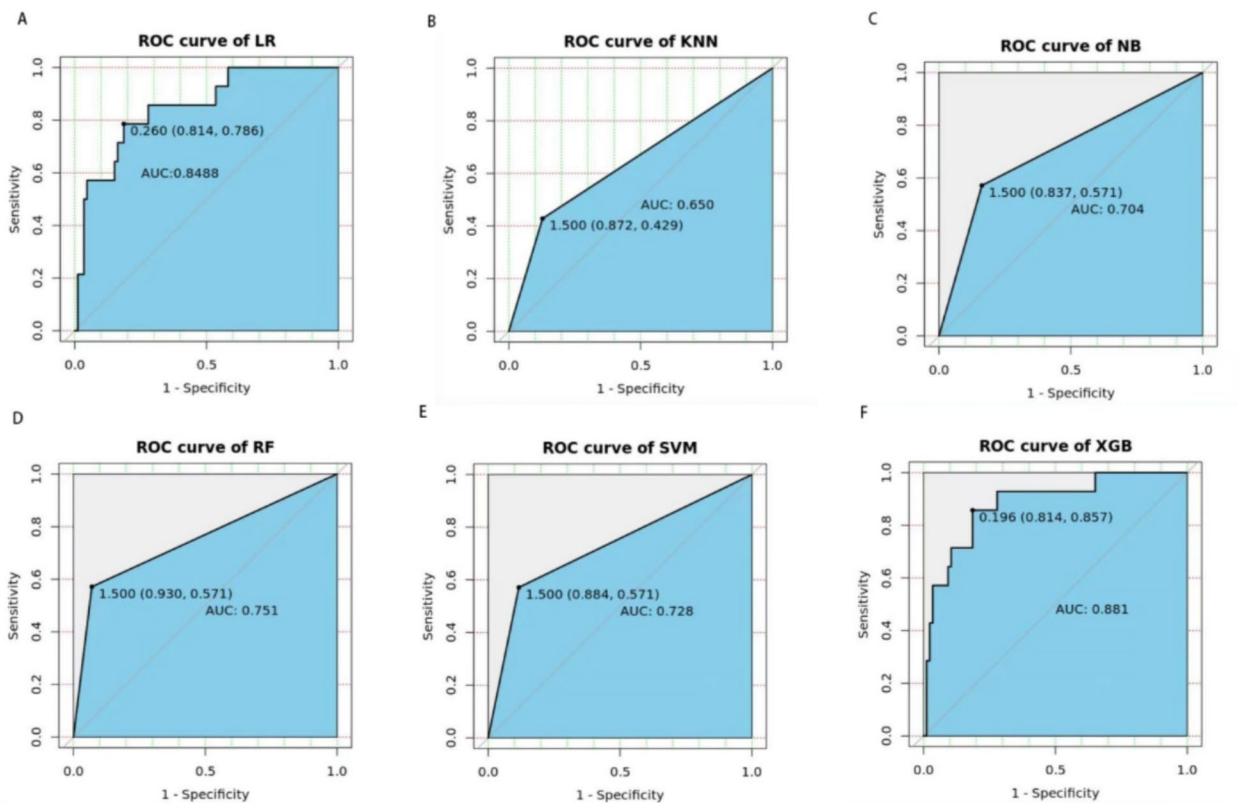 A
ROC curve of LR
Sensitivity
0.0 0.2 0.4 0.6 0.8 1.0
0.260 (0.814, 0.786)
AUC:0.8488
0.0 0.5 1.0
1 - Specificity
B
ROC curve of KNN
Sensitivity
0.0 0.2 0.4 0.6 0.8 1.0
AUC: 0.650
1.500 (0.872, 0.429)
0.0 0.5 1.0
1 - Specificity
C
ROC curve of NB
Sensitivity
0.0 0.2 0.4 0.6 0.8 1.0
1.500 (0.837, 0.571)
AUC: 0.704
0.0 0.5 1.0
1 - Specificity
D
ROC curve of RF
Sensitivity
0.0 0.2 0.4 0.6 0.8 1.0
1.500 (0.930, 0.571)
AUC: 0.751
0.0 0.5 1.0
1 - Specificity
E
ROC curve of SVM
Sensitivity
0.0 0.2 0.4 0.6 0.8 1.0
1.500 (0.884, 0.571)
AUC: 0.728
0.0 0.5 1.0
1 - Specificity
F
ROC curve of XGB
Sensitivity
0.0 0.2 0.4 0.6 0.8 1.0
0.196 (0.814, 0.857)
AUC: 0.881
0.0 0.5 1.0
1 - Specificity